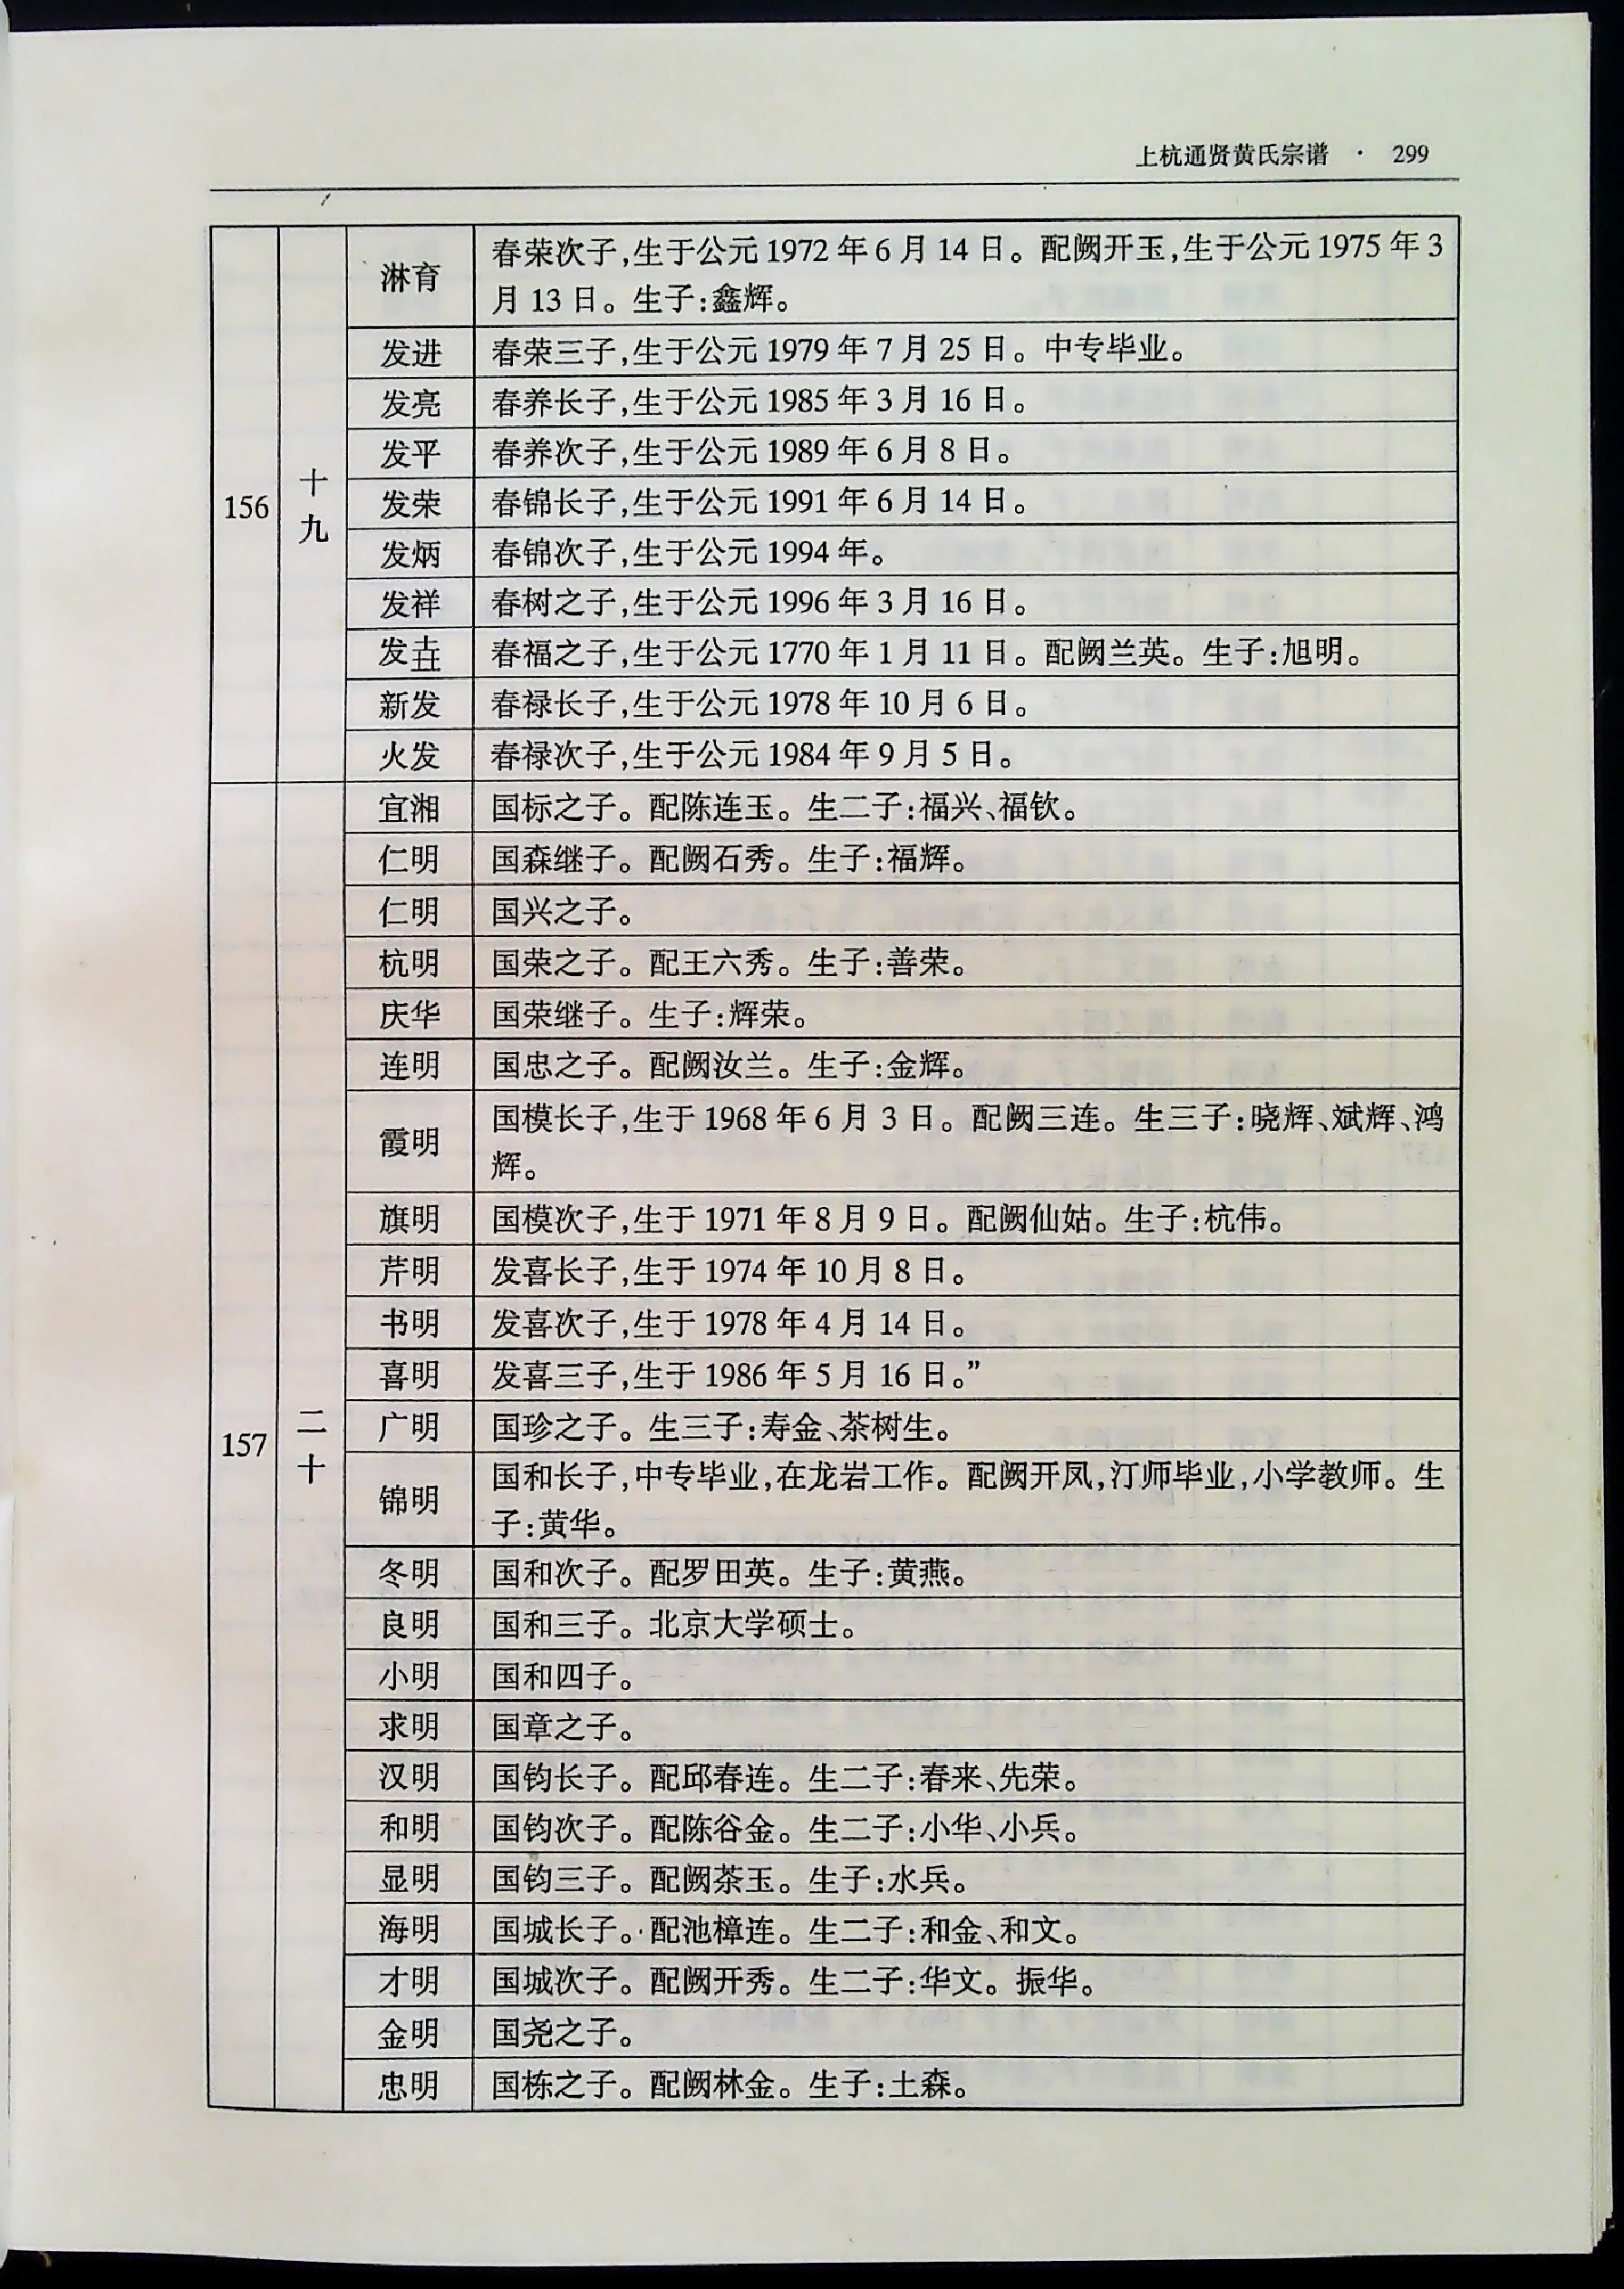 上杭通贤黄氏宗谱 · 299
156
十九
淋育 春荣次子,生于公元1972年6月14日。配阙开玉,生于公元1975年3
月13日。生子:鑫辉。
发进 春荣三子,生于公元1979年7月25日。中专毕业。
发亮 春养长子,生于公元1985年3月16日。
发平 春养次子,生于公元1989年6月8日。
发荣 春锦长子,生于公元1991年6月14日。
发炳 春锦次子,生于公元1994年。
发祥 春树之子,生于公元1996年3月16日。
发 春福之子,生于公元1770年1月11日。配阙兰英。生子:旭明。
新发 春禄长子,生于公元1978年10月6日。
火发 春禄次子,生于公元1984年9月5日。
157
二十
宜湘 国标之子。配陈连玉。生二子:福兴、福钦。
仁明 国森继子。配阙石秀。生子:福辉。
仁明 国兴之子。
杭明 国荣之子。配王六秀。生子:善荣。
庆华 国荣继子。生子:辉荣。
连明 国忠之子。配阙汝兰。生子:金辉。
霞明 国模长子,生于1968年6月3日。配阙三连。生三子:晓辉、斌辉、鸿
辉。
旗明 国模次子,生于1971年8月9日。配阙仙姑。生子:杭伟。
芹明 发喜长子,生于1974年10月8日。
书明 发喜次子,生于1978年4月14日。
喜明 发喜三子,生于1986年5月16日。”
广明 国珍之子。生三子:寿金、茶树生。
锦明 国和长子,中专毕业,在龙岩工作。配阙开凤,汀师毕业,小学教师。生
子:黄华。
冬明 国和次子。配罗田英。生子:黄燕。
良明 国和三子。北京大学硕士。
小明 国和四子。
求明 国章之子。
汉明 国钧长子。配邱春连。生二子:春来、先荣。
和明 国钧次子。配陈谷金。生二子:小华、小兵。
显明 国钧三子。配阙茶玉。生子:水兵。
海明 国城长子。配池樟连。生二子:和金、和文。
才明 国城次子。配阙开秀。生二子:华文。振华。
金明 国尧之子。
忠明 国栋之子。配阙林金。生子:土森。